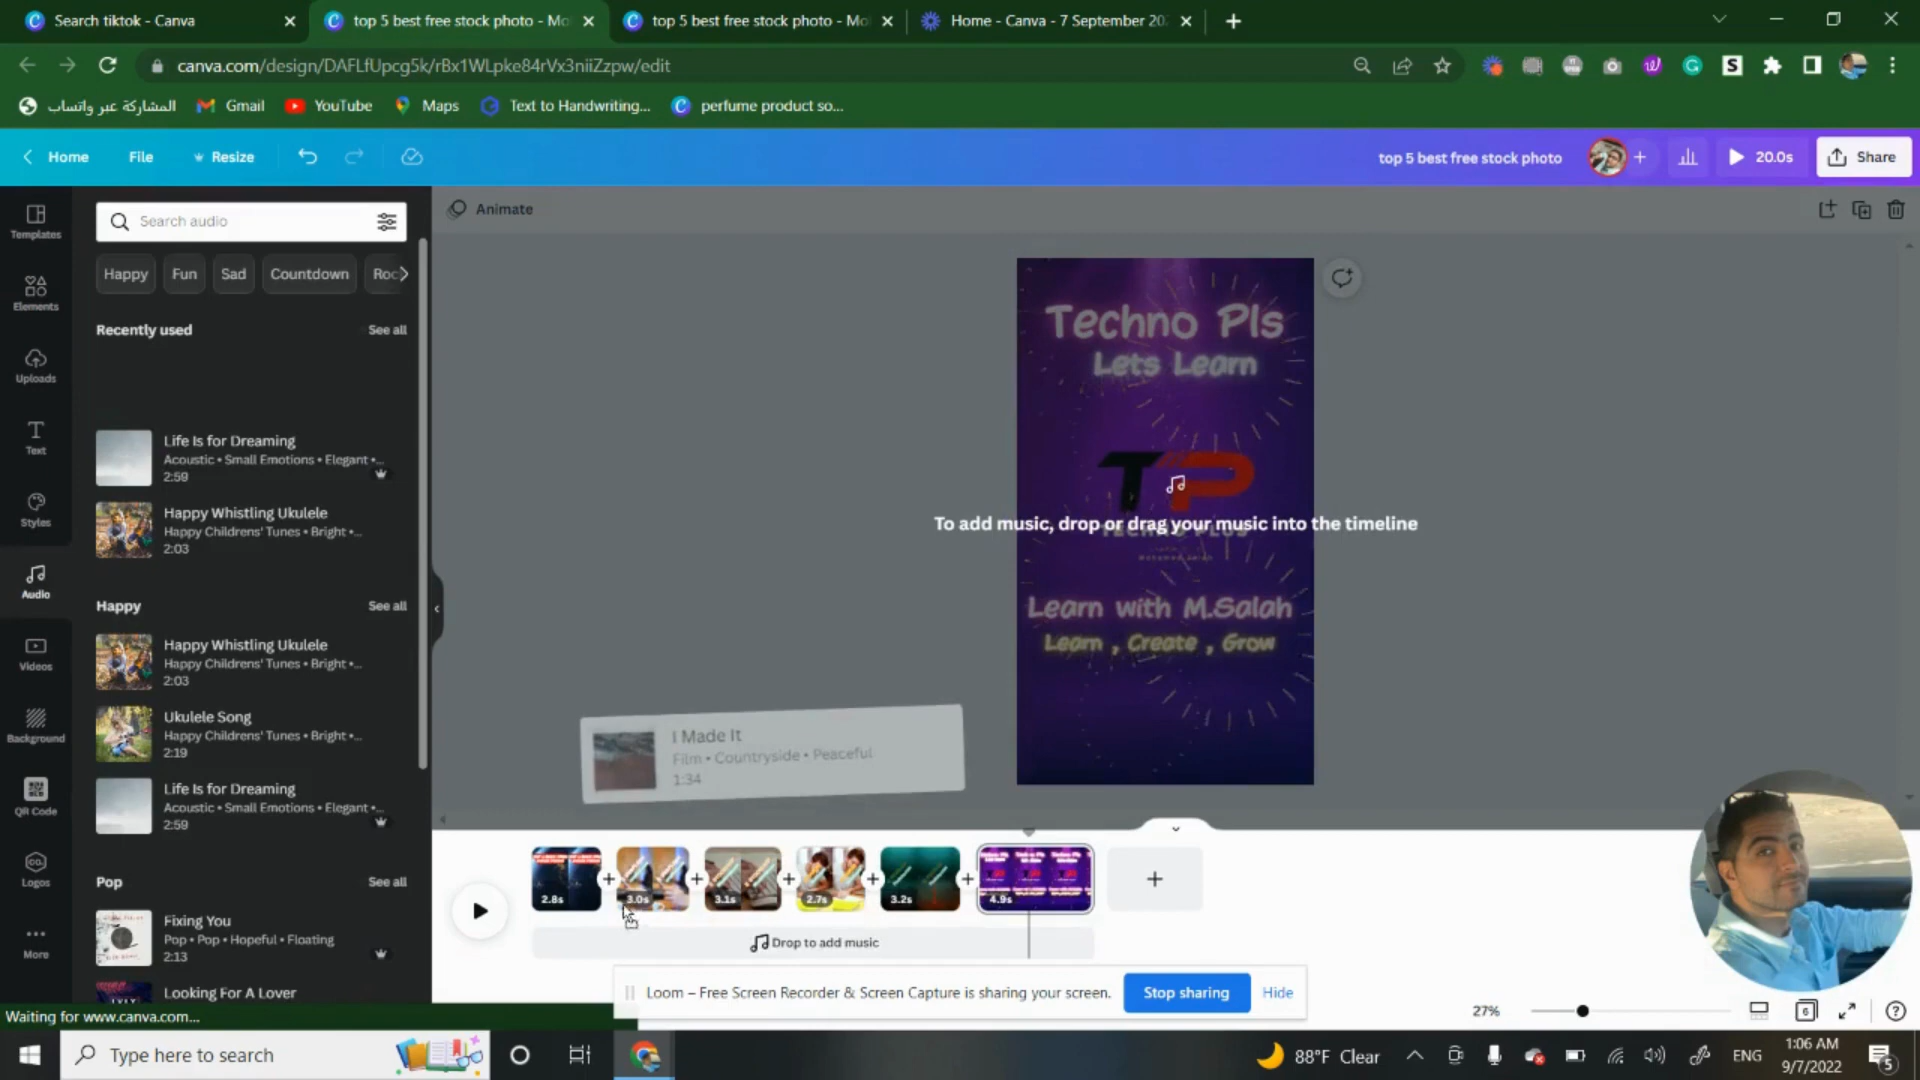 Search tiktok - Canva
top 5 best free stock photo - Mo
top 5 best free stock photo - Mo
Home - Canva - 7 September 202
canva.com/design/DAFLfUpcg5k/rBx1WLpke84rVx3niiZzpw/edit
المشاركة عبر واتساب
Gmail
YouTube
Maps
Text to Handwriting...
perfume product so...
Home
File
Resize
top 5 best free stock photo
20.0s
Share
Templates
Elements
Uploads
Text
Styles
Audio
Videos
Background
QR Code
Logos
More
Search audio
Happy
Fun
Sad
Countdown
Roc
Recently used
See all
Life Is for Dreaming
Acoustic • Small Emotions • Elegant •...
2:59
Happy Whistling Ukulele
Happy Childrens' Tunes • Bright •...
2:03
Happy
See all
Happy Whistling Ukulele
Happy Childrens' Tunes • Bright •...
2:03
Ukulele Song
Happy Childrens' Tunes • Bright •...
2:19
Life Is for Dreaming
Acoustic • Small Emotions • Elegant •...
2:59
Pop
See all
Fixing You
Pop • Pop • Hopeful • Floating
2:13
Looking For A Lover
Animate
Techno Pls
Lets Learn
TP
To add music, drop or drag your music into the timeline
TECHNO PLUS
Learn with M.Salah
Learn , Create , Grow
I Made It
Film • Countryside • Peaceful
1:34
2.8s
3.0s
3.1s
2.7s
3.2s
4.9s
Drop to add music
Loom – Free Screen Recorder & Screen Capture is sharing your screen.
Stop sharing
Hide
27%
6
Waiting for www.canva.com...
Type here to search
88°F Clear
ENG
1:06 AM
9/7/2022
5